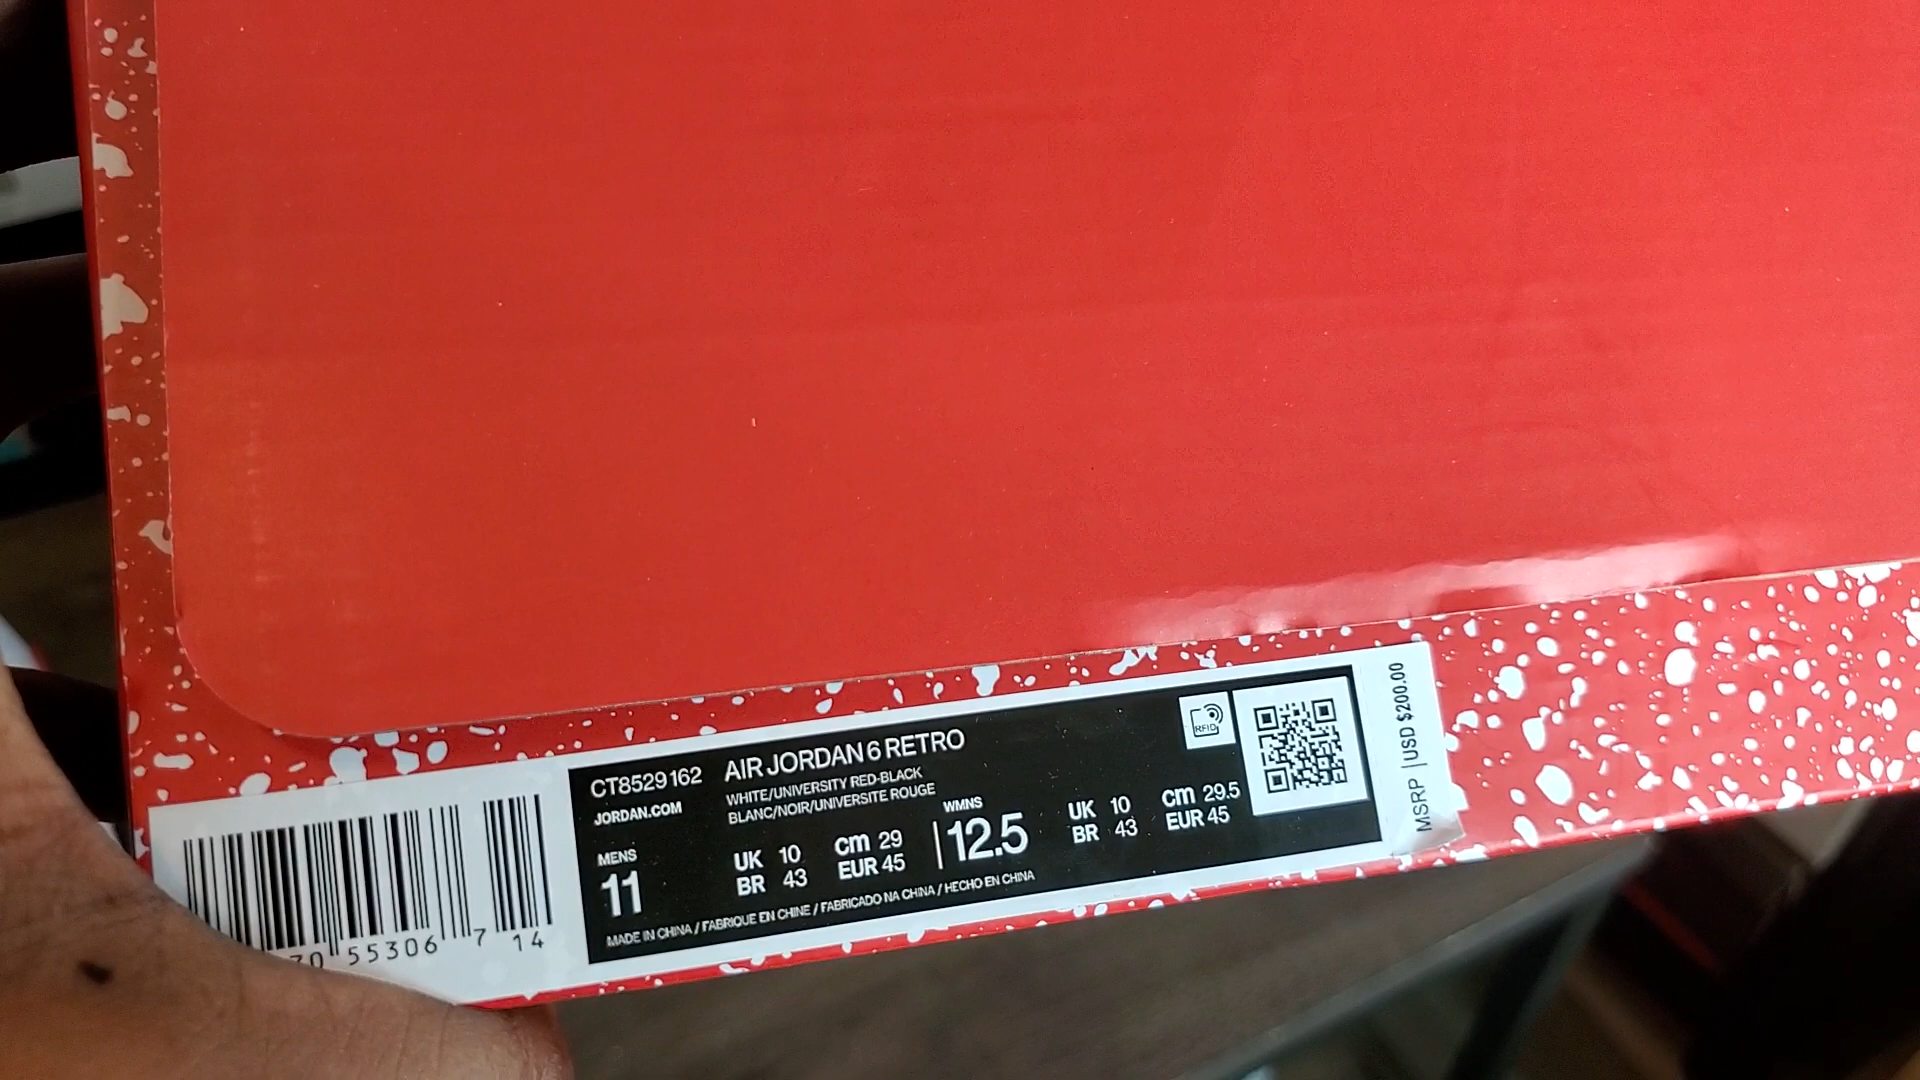 CT8529 162 AIR JORDAN 6 RETRO
JORDAN.COM WHITE/UNIVERSITY RED-BLACK
BLANC/NOIR/UNIVERSITE ROUGE
RFID
MENS
11
UK 10
BR 43
cm 29
EUR 45
WMNS
12.5
UK 10
BR 43
cm 29.5
EUR 45
MADE IN CHINA / FABRIQUE EN CHINE / FABRICADO NA CHINA / HECHO EN CHINA
55306 7 14
MSRP | USD $200.00